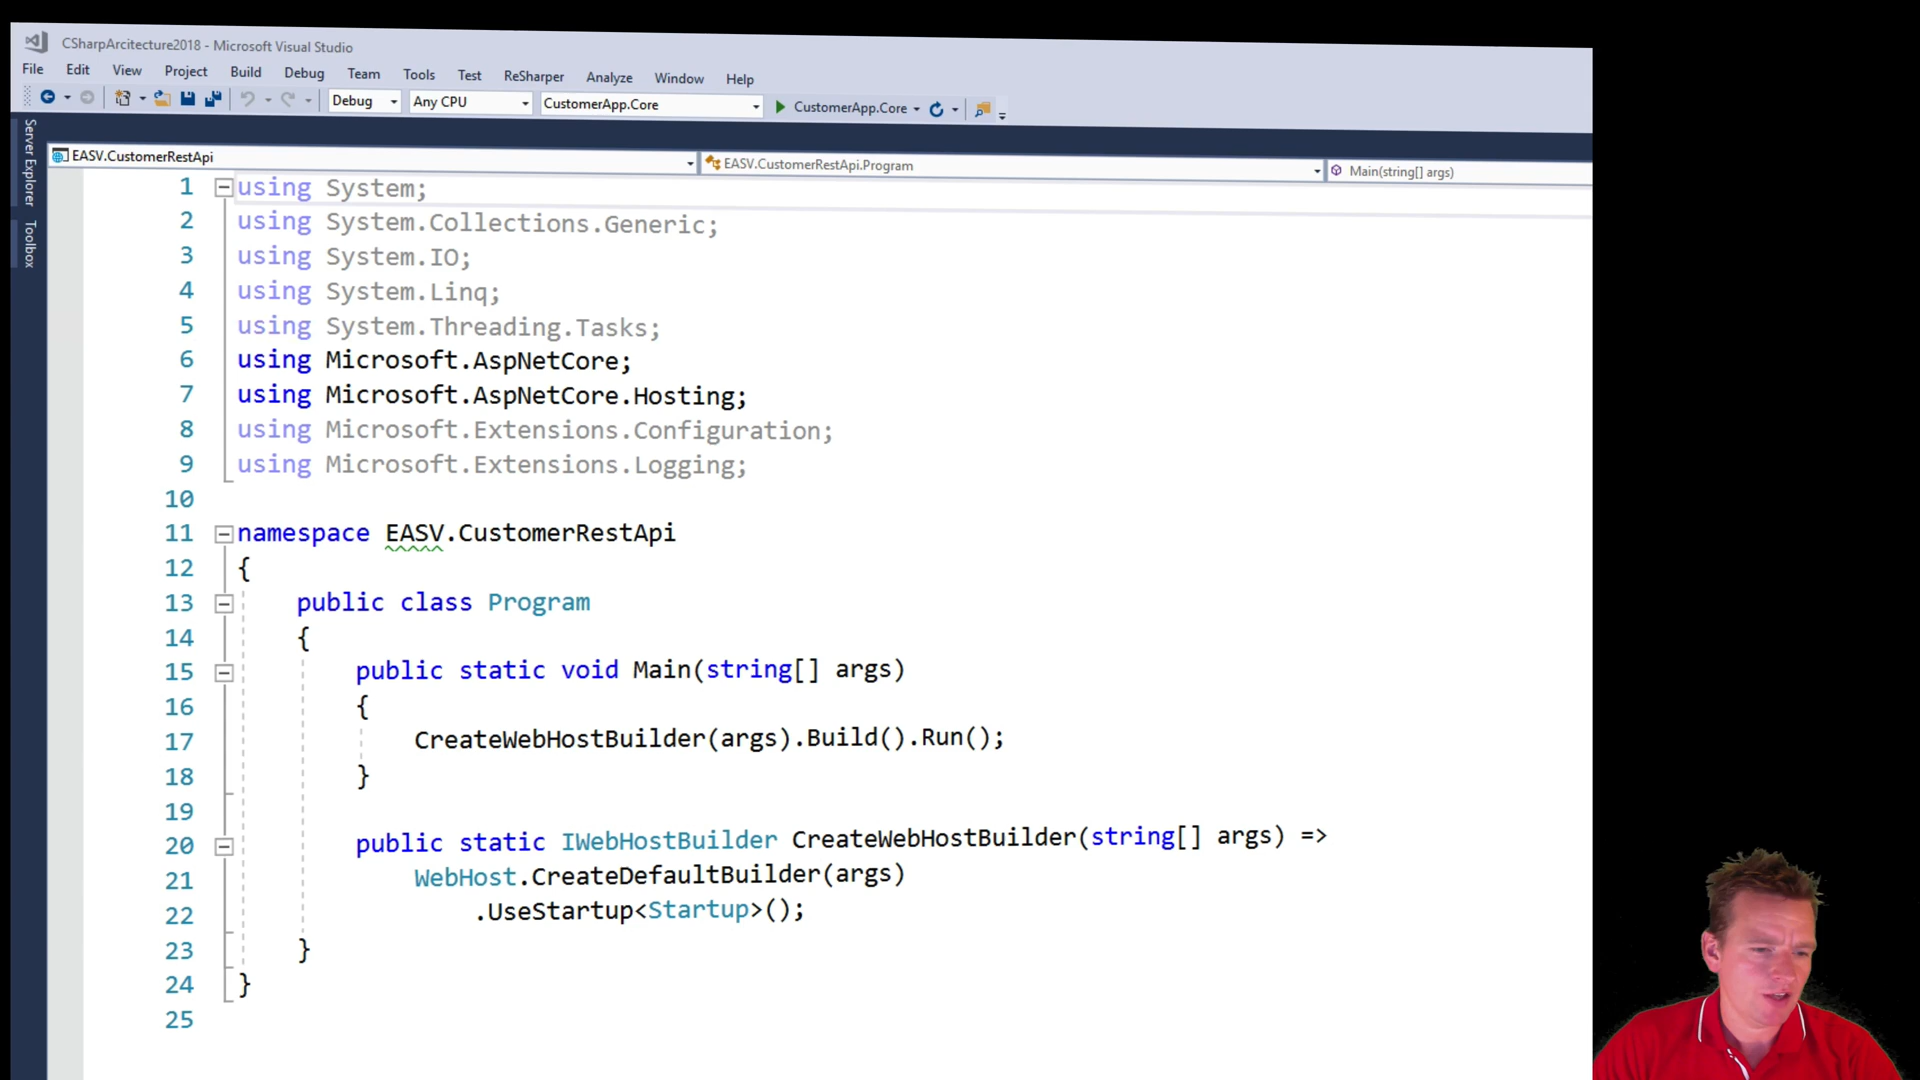 CSharpArcitecture2018 - Microsoft Visual Studio
File Edit View Project Build Debug Team Tools Test ReSharper Analyze Window Help
Debug Any CPU CustomerApp.Core CustomerApp.Core
Server Explorer
Toolbox
EASV.CustomerRestApi EASV.CustomerRestApi.Program Main(string[] args)
1 using System;
2 using System.Collections.Generic;
3 using System.IO;
4 using System.Linq;
5 using System.Threading.Tasks;
6 using Microsoft.AspNetCore;
7 using Microsoft.AspNetCore.Hosting;
8 using Microsoft.Extensions.Configuration;
9 using Microsoft.Extensions.Logging;
10
11 namespace EASV.CustomerRestApi
12 {
13 public class Program
14 {
15 public static void Main(string[] args)
16 {
17 CreateWebHostBuilder(args).Build().Run();
18 }
19
20 public static IWebHostBuilder CreateWebHostBuilder(string[] args) =>
21 WebHost.CreateDefaultBuilder(args)
22 .UseStartup<Startup>();
23 }
24 }
25